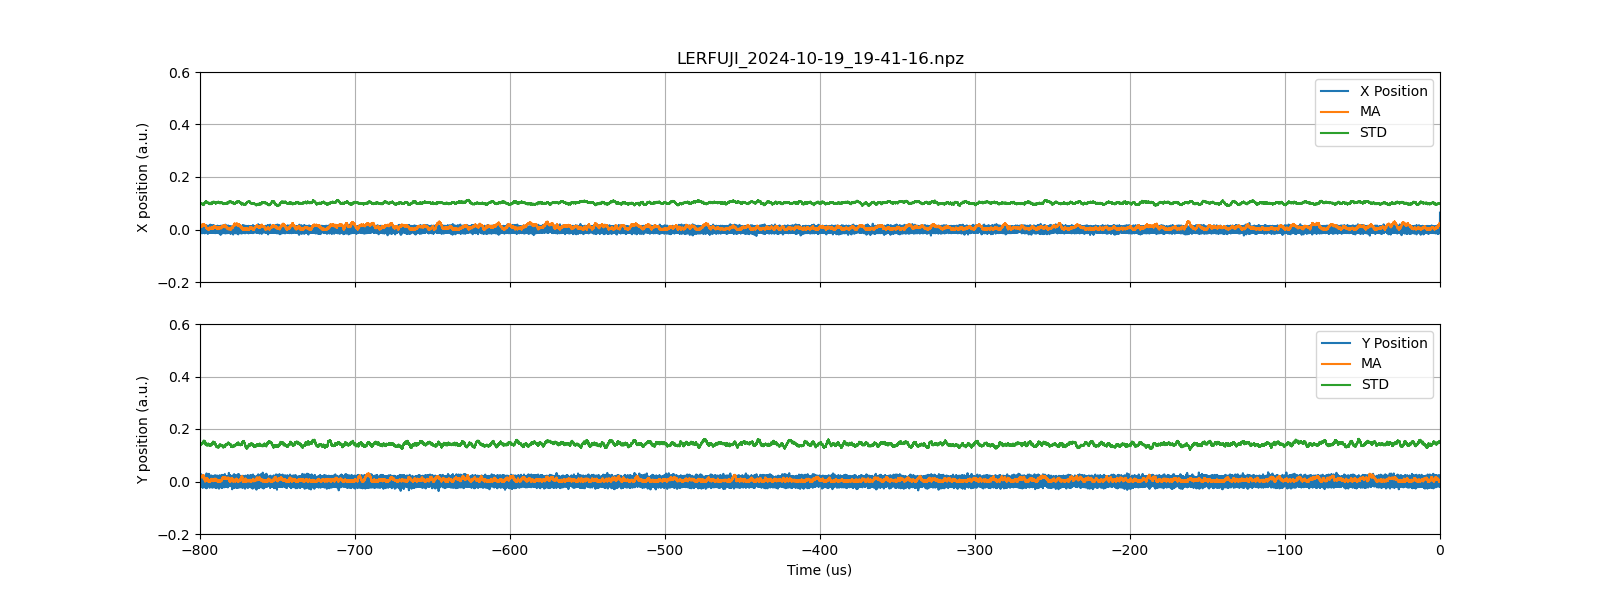 LERFUJI_2024-10-19_19-41-16.npz
0.6
0.4
0.2
0.0
−0.2
X position (a.u.)
X Position
MA
STD
0.6
0.4
0.2
0.0
−0.2
Y position (a.u.)
Y Position
MA
STD
−800 −700 −600 −500 −400 −300 −200 −100 0
Time (us)